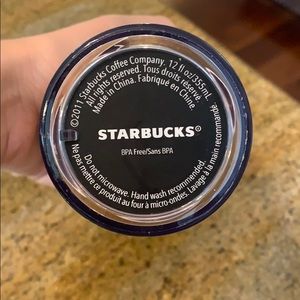 ©2011 Starbucks Coffee Company. 12 fl oz/355mL.
All rights reserved. Tous droits réservé.
Made in China. Fabriqué en Chine.
STARBUCKS®
BPA Free/Sans BPA
Do not microwave. Hand wash recommended.
Ne pas mettre ce produit au four à micro-ondes. Lavage à la main recommandé.